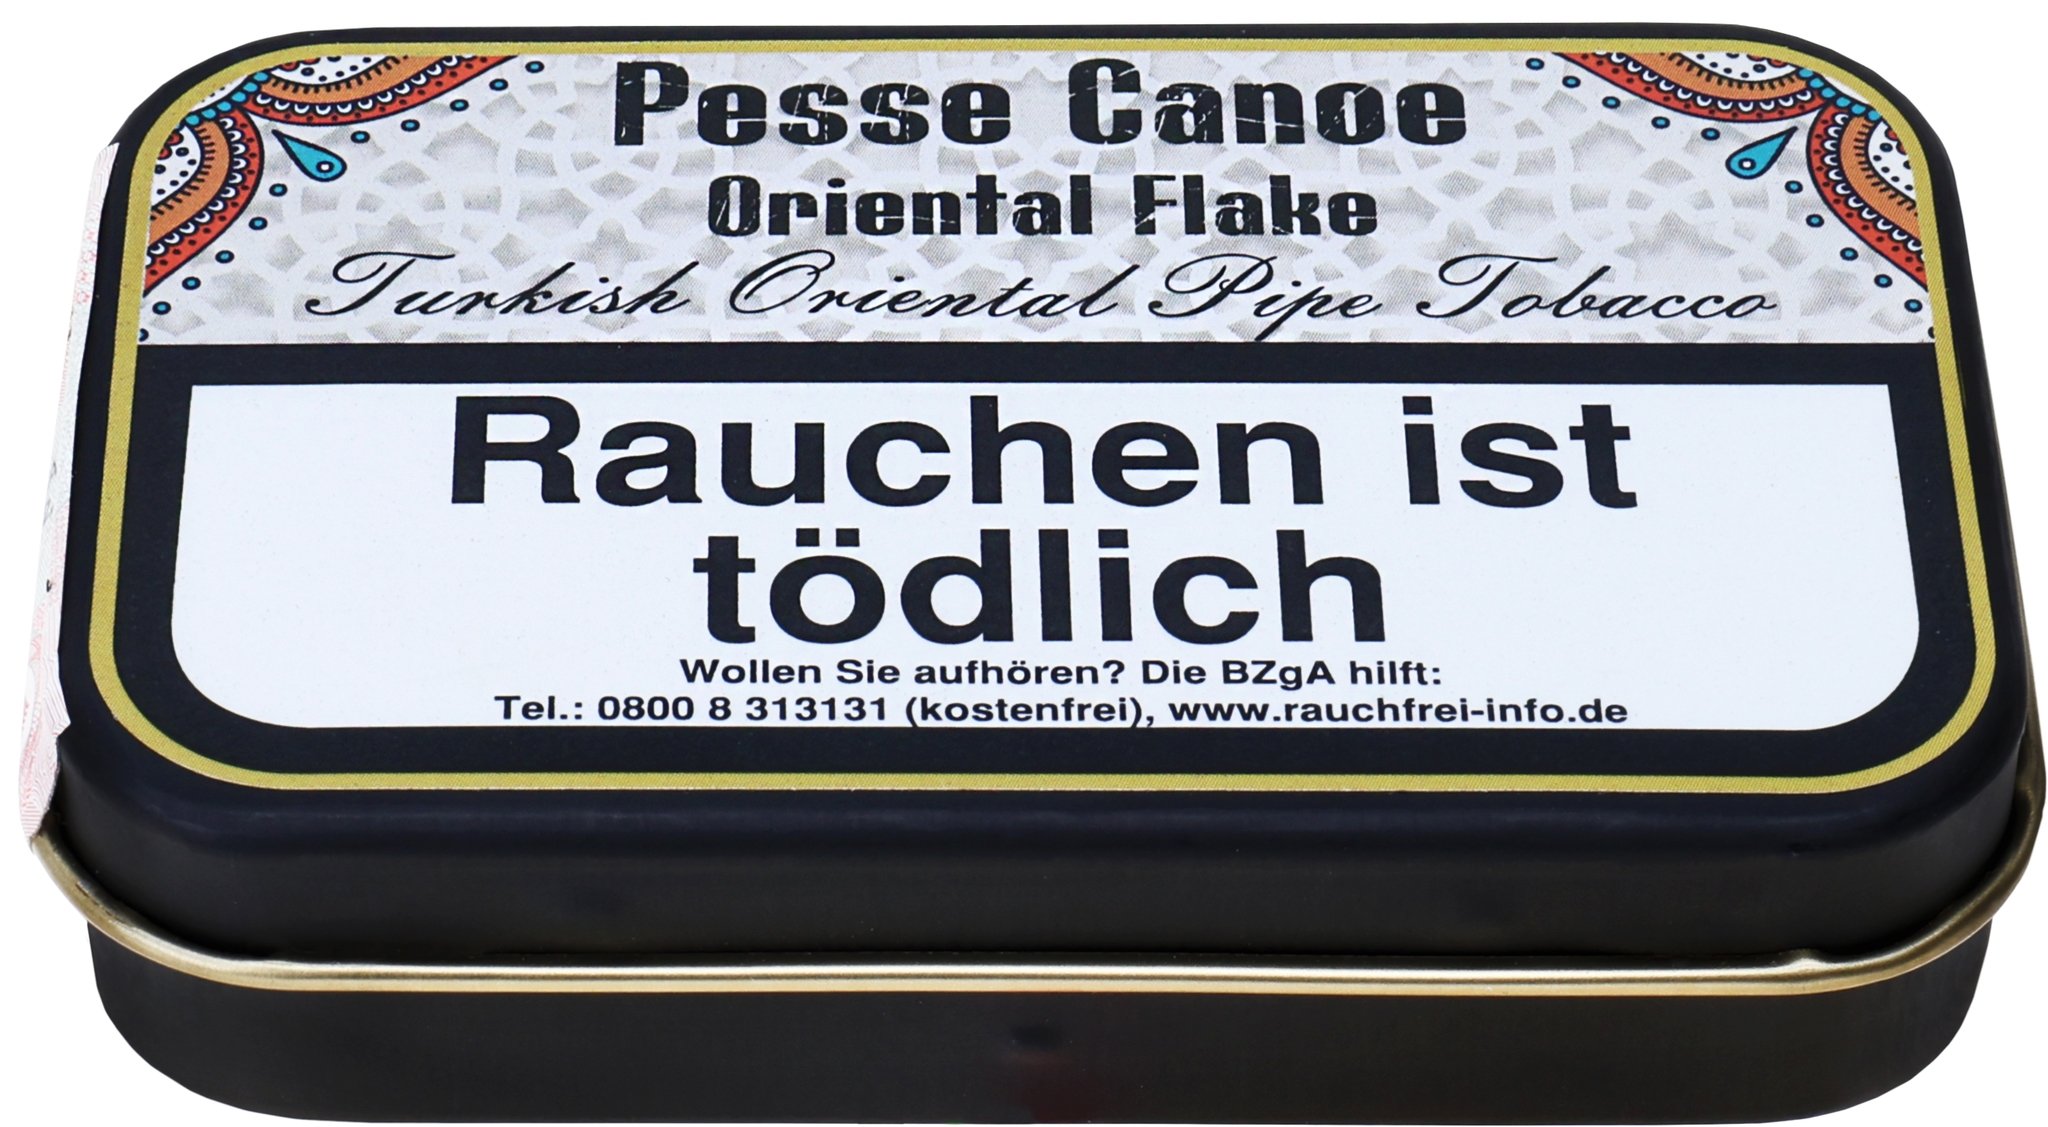 Pesse Canoe
Oriental Flake
Turkish Oriental Pipe Tobacco
Rauchen ist
tödlich
Wollen Sie aufhören? Die BZgA hilft:
Tel.: 0800 8 313131 (kostenfrei), www.rauchfrei-info.de